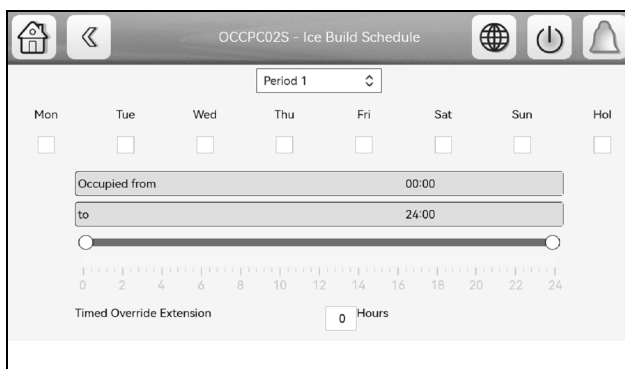 OCCPC02S - Ice Build Schedule
Period 1
Mon Tue Wed Thu Fri Sat Sun Hol
Occupied from 00:00
to 24:00
0 2 4 6 8 10 12 14 16 18 20 22 24
Timed Override Extension 0 Hours